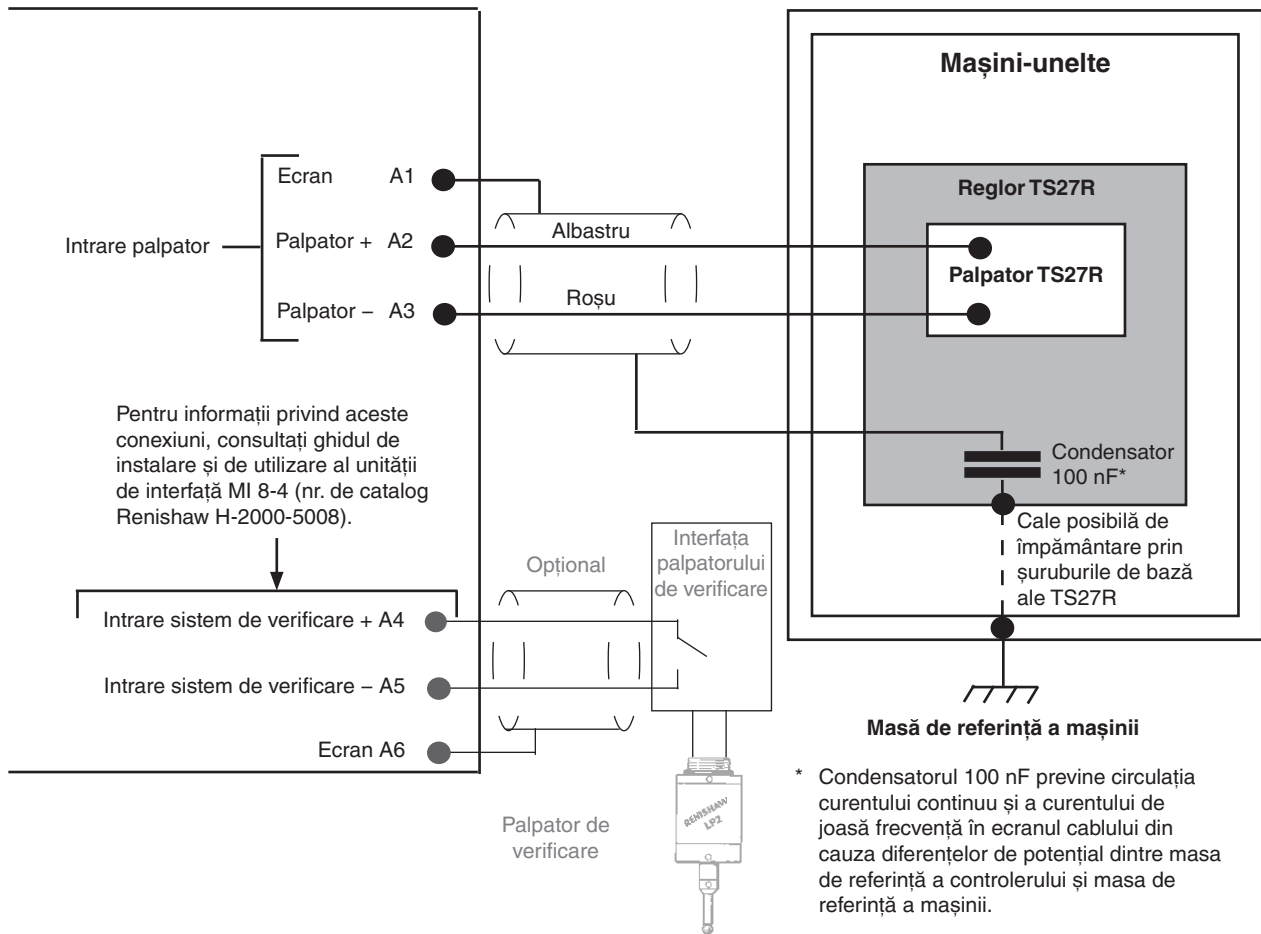 Mașini-unelte
Reglor TS27R
Palpator TS27R
Ecran A1
Intrare palpator
Palpator + A2
Palpator – A3
Albastru
Roșu
Condensator
100 nF*
Cale posibilă de
împământare prin
șuruburile de bază
ale TS27R
Masă de referință a mașinii
Pentru informații privind aceste
conexiuni, consultați ghidul de
instalare și de utilizare al unității
de interfață MI 8-4 (nr. de catalog
Renishaw H-2000-5008).
Intrare sistem de verificare + A4
Intrare sistem de verificare – A5
Ecran A6
Opțional
Interfața
palpatorului
de verificare
RENISHAW
LP2
Palpator de
verificare
* Condensatorul 100 nF previne circulația
curentului continuu și a curentului de
joasă frecvență în ecranul cablului din
cauza diferențelor de potențial dintre masa
de referință a controlerului și masa de
referință a mașinii.